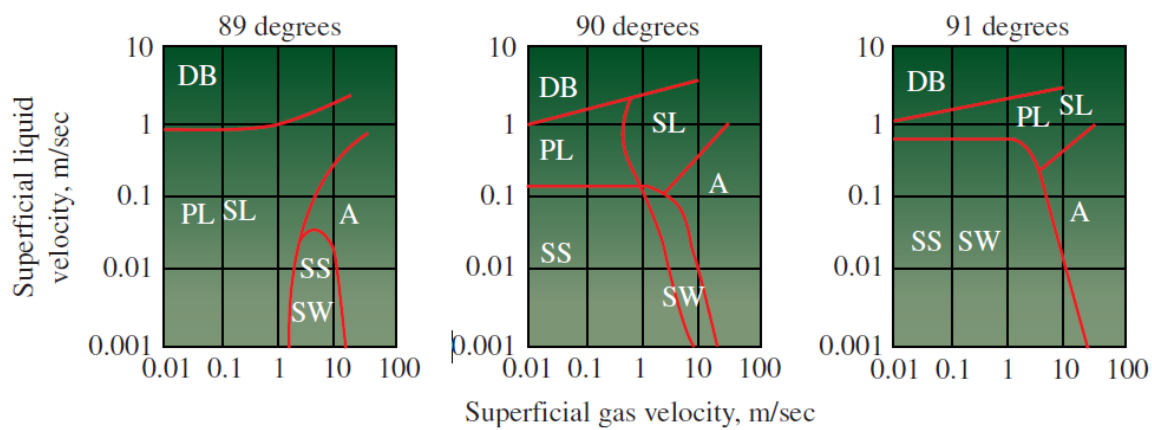 89 degrees
90 degrees
91 degrees
Superficial liquid
velocity, m/sec
10
1
0.1
0.01
0.001
DB
PL SL
A
SS
SW
0.01 0.1 1 10 100
10
1
0.1
0.01
0.001
DB
SL
PL
A
SS
SW
0.01 0.1 1 10 100
10
1
0.1
0.01
0.001
DB
PL SL
A
SS SW
0.01 0.1 1 10 100
Superficial gas velocity, m/sec